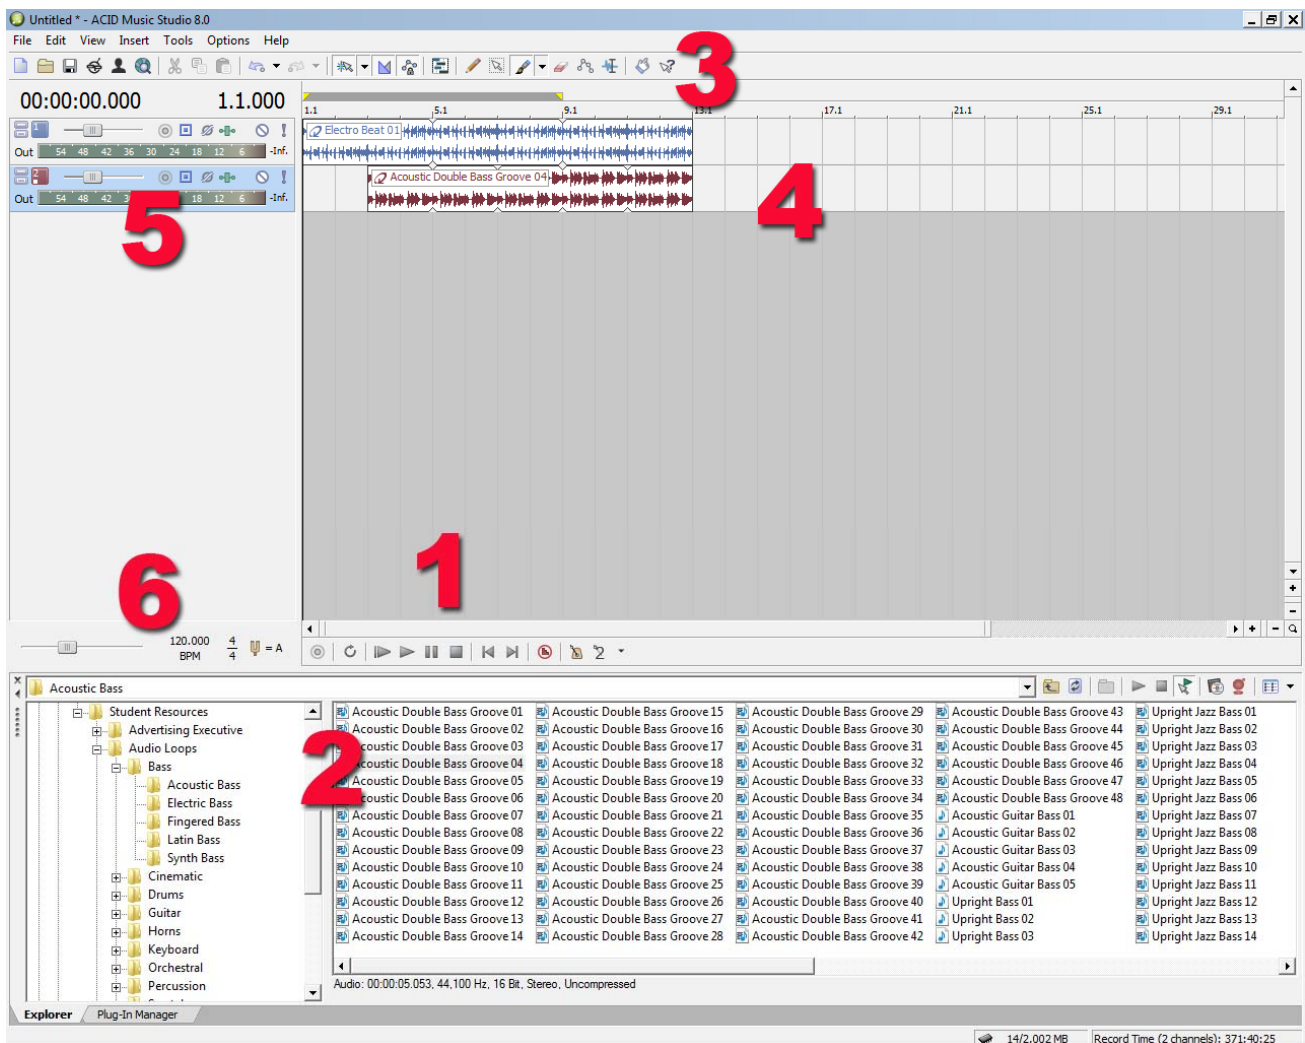 Untitled * - ACID Music Studio 8.0
File Edit View Insert Tools Options Help
3
00:00:00.000 1.1.000
1.1 5.1 9.1 13.1 17.1 21.1 25.1 29.1
1
Electro Beat 01
Out 54 48 42 36 30 24 18 12 6 -Inf.
2
Acoustic Double Bass Groove 04
Out 54 48 42 3 18 12 6 -Inf.
4
5
1
6
120.000 BPM 4/4 = A
2
Acoustic Bass
Student Resources
Advertising Executive
Audio Loops
Bass
Acoustic Bass
Electric Bass
Fingered Bass
Latin Bass
Synth Bass
Cinematic
Drums
Guitar
Horns
Keyboard
Orchestral
Percussion
2
Acoustic Double Bass Groove 01
Acoustic Double Bass Groove 02
Acoustic Double Bass Groove 03
Acoustic Double Bass Groove 04
Acoustic Double Bass Groove 05
Acoustic Double Bass Groove 06
Acoustic Double Bass Groove 07
Acoustic Double Bass Groove 08
Acoustic Double Bass Groove 09
Acoustic Double Bass Groove 10
Acoustic Double Bass Groove 11
Acoustic Double Bass Groove 12
Acoustic Double Bass Groove 13
Acoustic Double Bass Groove 14
Acoustic Double Bass Groove 15
Acoustic Double Bass Groove 16
Acoustic Double Bass Groove 17
Acoustic Double Bass Groove 18
Acoustic Double Bass Groove 19
Acoustic Double Bass Groove 20
Acoustic Double Bass Groove 21
Acoustic Double Bass Groove 22
Acoustic Double Bass Groove 23
Acoustic Double Bass Groove 24
Acoustic Double Bass Groove 25
Acoustic Double Bass Groove 26
Acoustic Double Bass Groove 27
Acoustic Double Bass Groove 28
Acoustic Double Bass Groove 29
Acoustic Double Bass Groove 30
Acoustic Double Bass Groove 31
Acoustic Double Bass Groove 32
Acoustic Double Bass Groove 33
Acoustic Double Bass Groove 34
Acoustic Double Bass Groove 35
Acoustic Double Bass Groove 36
Acoustic Double Bass Groove 37
Acoustic Double Bass Groove 38
Acoustic Double Bass Groove 39
Acoustic Double Bass Groove 40
Acoustic Double Bass Groove 41
Acoustic Double Bass Groove 42
Acoustic Double Bass Groove 43
Acoustic Double Bass Groove 44
Acoustic Double Bass Groove 45
Acoustic Double Bass Groove 46
Acoustic Double Bass Groove 47
Acoustic Double Bass Groove 48
Acoustic Guitar Bass 01
Acoustic Guitar Bass 02
Acoustic Guitar Bass 03
Acoustic Guitar Bass 04
Acoustic Guitar Bass 05
Upright Bass 01
Upright Bass 02
Upright Bass 03
Upright Jazz Bass 01
Upright Jazz Bass 02
Upright Jazz Bass 03
Upright Jazz Bass 04
Upright Jazz Bass 05
Upright Jazz Bass 06
Upright Jazz Bass 07
Upright Jazz Bass 08
Upright Jazz Bass 09
Upright Jazz Bass 10
Upright Jazz Bass 11
Upright Jazz Bass 12
Upright Jazz Bass 13
Upright Jazz Bass 14
Audio: 00:00:05.053, 44,100 Hz, 16 Bit, Stereo, Uncompressed
Explorer Plug-In Manager
14/2,002 MB Record Time (2 channels): 371:40:25